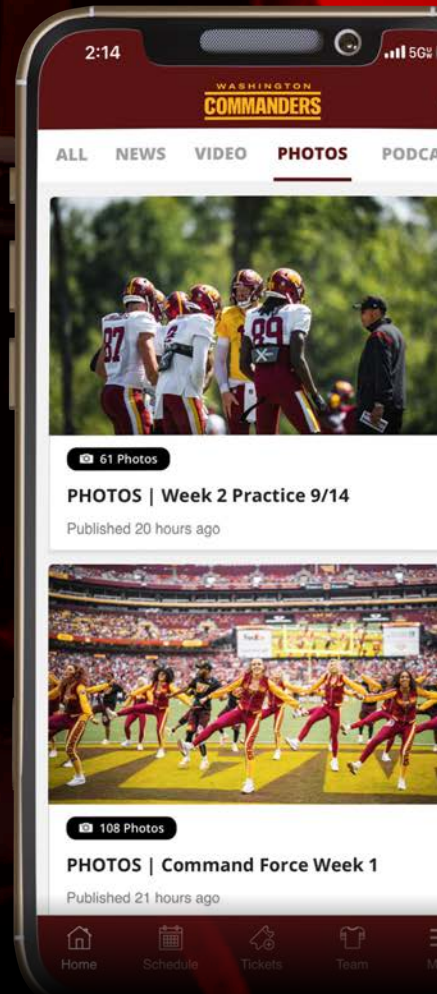 2:14
5G
WASHINGTON
COMMANDERS
ALL NEWS VIDEO PHOTOS PODCA
87
89
61 Photos
PHOTOS | Week 2 Practice 9/14
Published 20 hours ago
FedEx
108 Photos
PHOTOS | Command Force Week 1
Published 21 hours ago
Home Schedule Tickets Team M